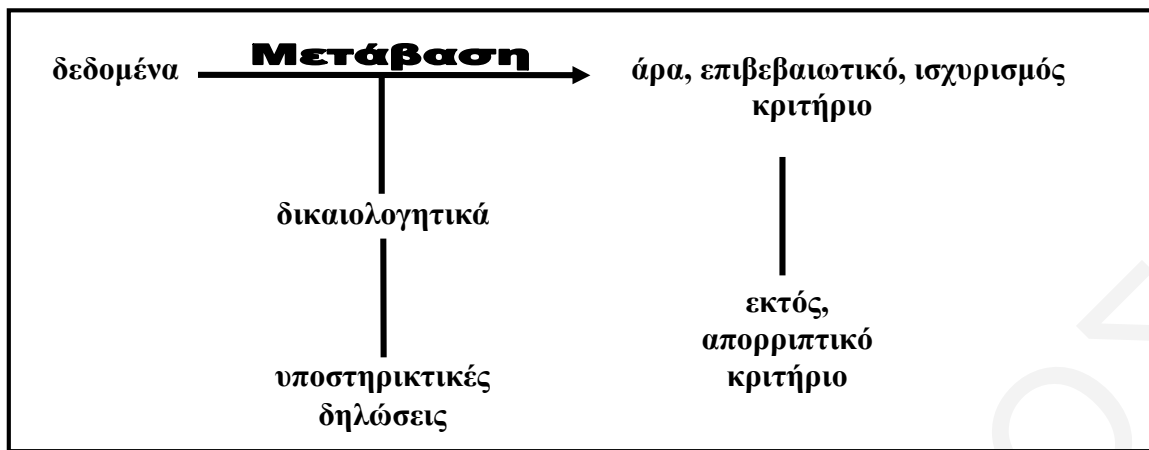 Μετάβαση
δεδομένα
άρα, επιβεβαιωτικό, ισχυρισμός
κριτήριο
δικαιολογητικά
εκτός,
απορριπτικό
κριτήριο
υποστηρικτικές
δηλώσεις